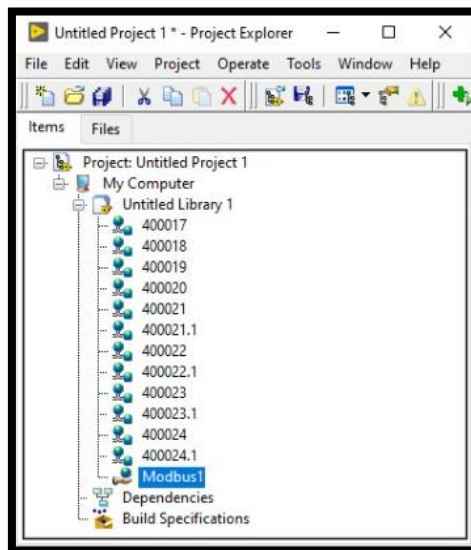 Untitled Project 1 * - Project Explorer
File Edit View Project Operate Tools Window Help
Items Files
Project: Untitled Project 1
My Computer
Untitled Library 1
400017
400018
400019
400020
400021
400021.1
400022
400022.1
400023
400023.1
400024
400024.1
Modbus1
Dependencies
Build Specifications